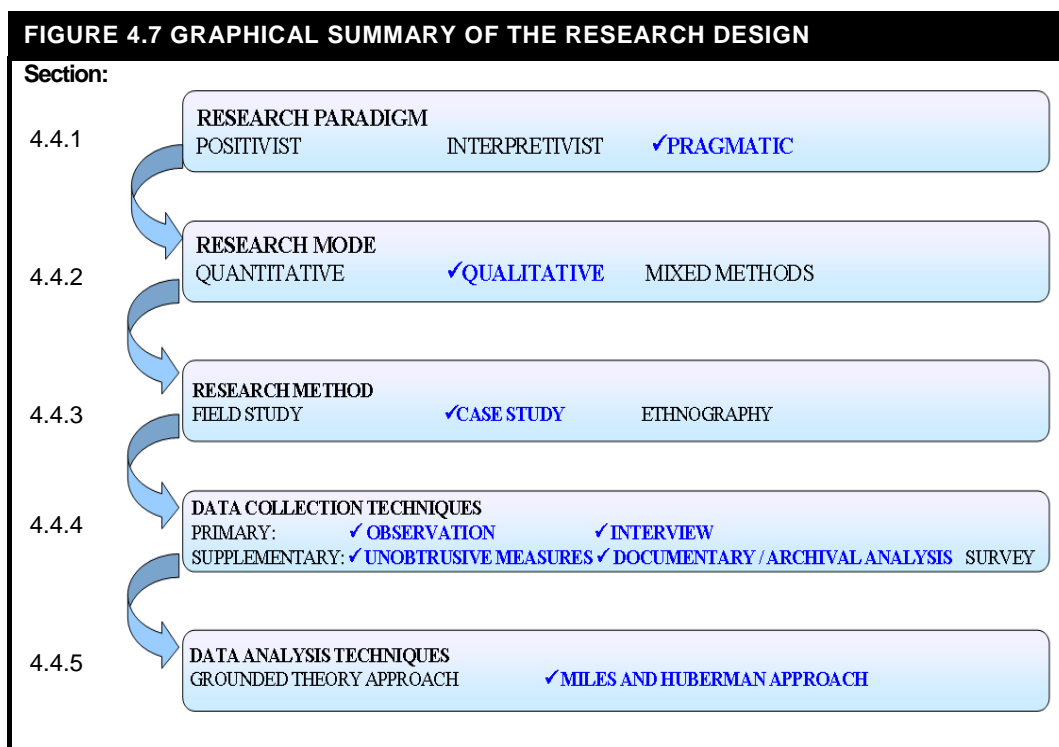 FIGURE 4.7 GRAPHICAL SUMMARY OF THE RESEARCH DESIGN
Section:
4.4.1
RESEARCH PARADIGM
POSITIVIST INTERPRETIVIST ✓PRAGMATIC
4.4.2
RESEARCH MODE
QUANTITATIVE ✓QUALITATIVE MIXED METHODS
4.4.3
RESEARCH METHOD
FIELD STUDY ✓CASE STUDY ETHNOGRAPHY
4.4.4
DATA COLLECTION TECHNIQUES
PRIMARY: ✓ OBSERVATION ✓INTERVIEW
SUPPLEMENTARY: ✓ UNOBTRUSIVE MEASURES ✓ DOCUMENTARY / ARCHIVAL ANALYSIS SURVEY
4.4.5
DATA ANALYSIS TECHNIQUES
GROUNDED THEORY APPROACH ✓MILES AND HUBERMAN APPROACH